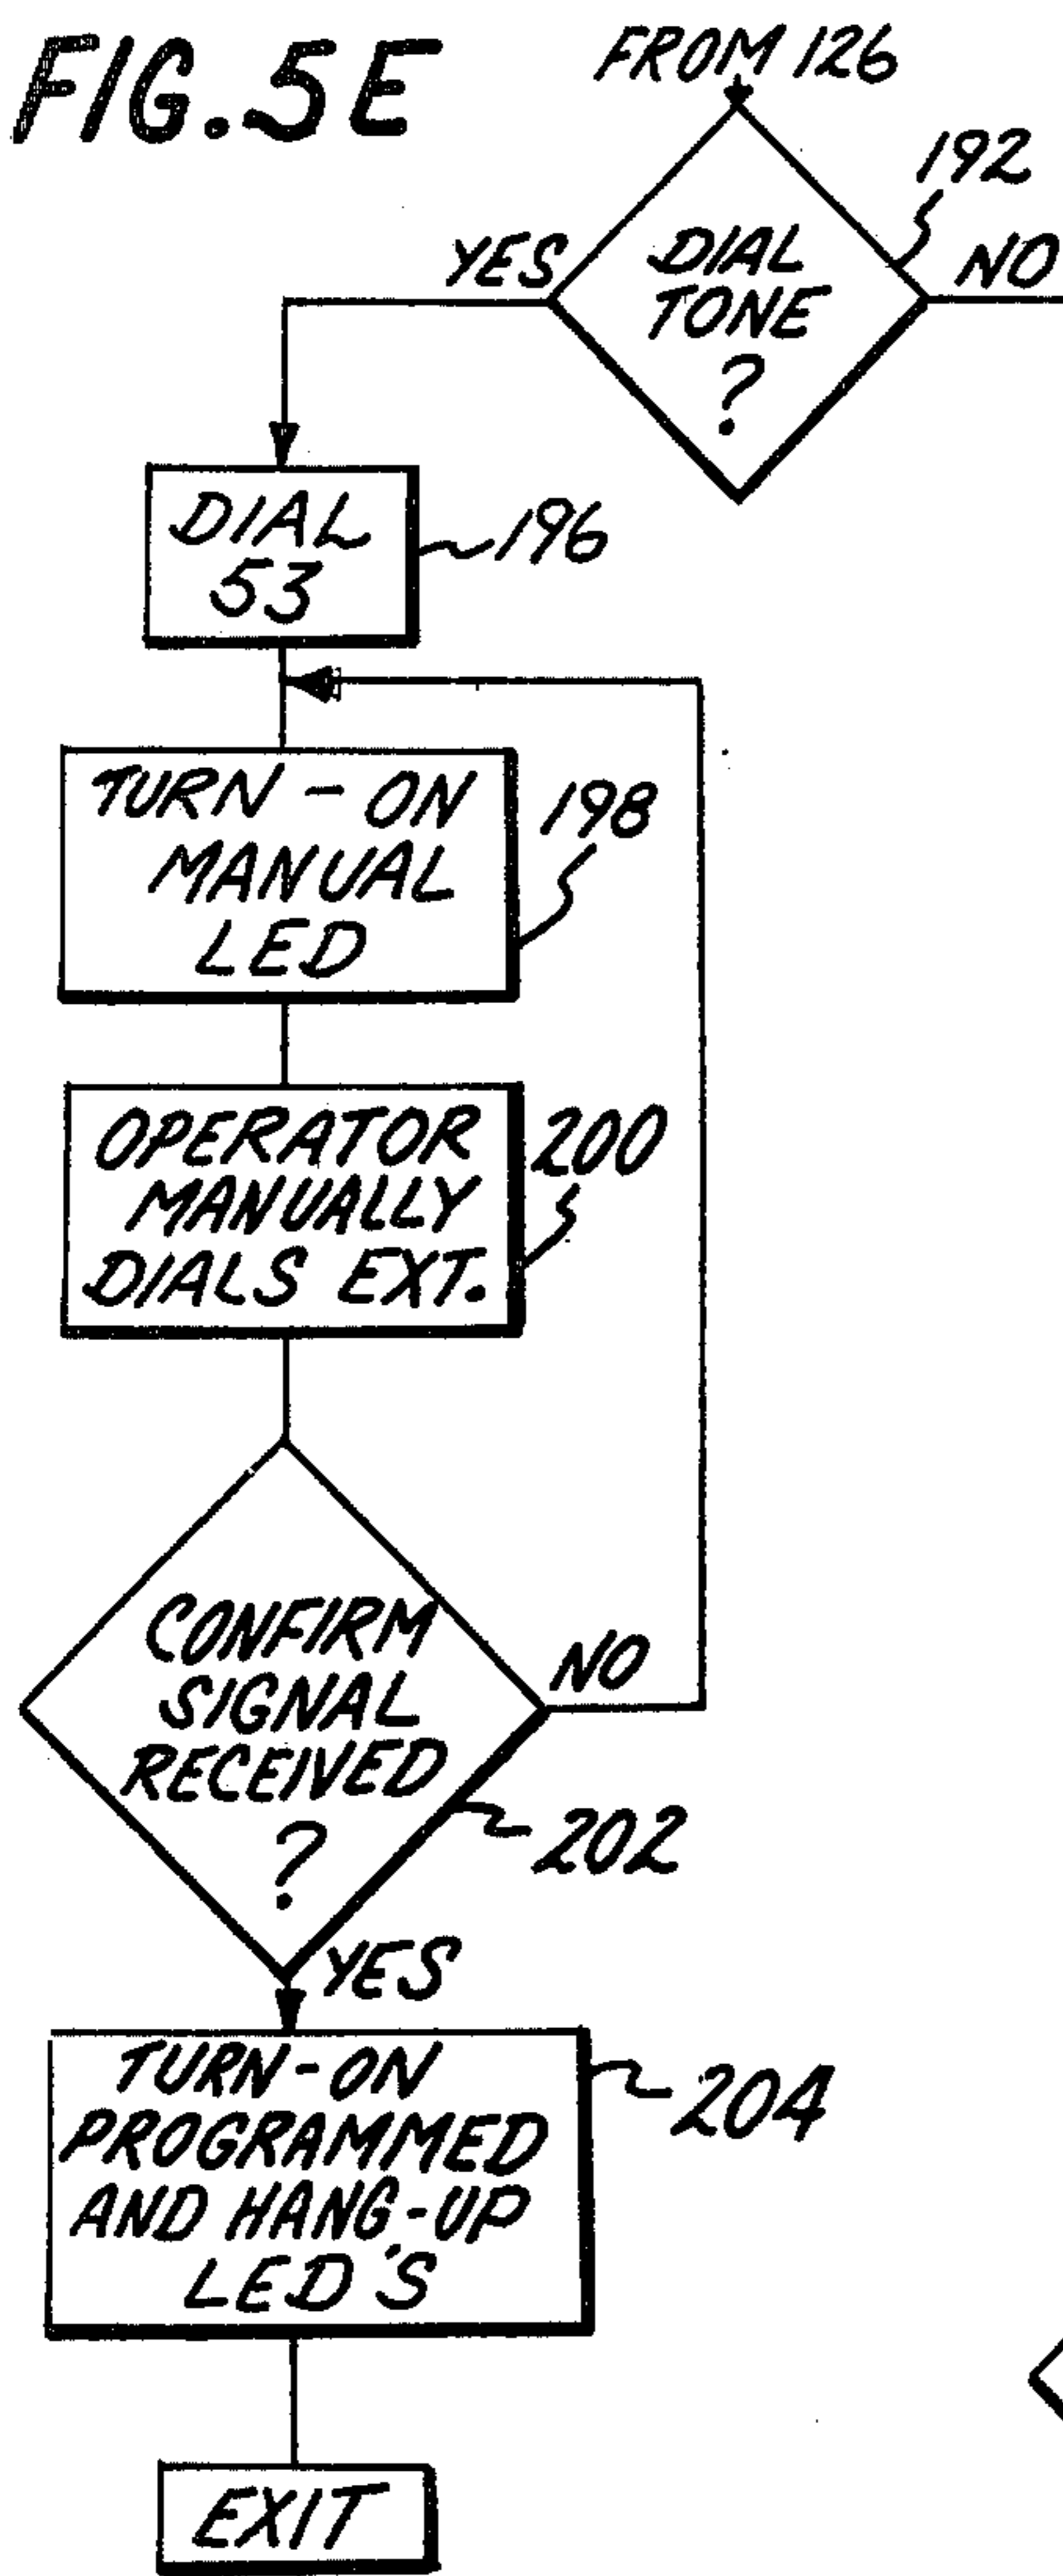 FIG. 5E
FROM 126
192
YES
DIAL
TONE
?
NO
DIAL
53
196
TURN-ON
MANUAL
LED
198
OPERATOR
MANUALLY
DIALS EXT.
200
CONFIRM
SIGNAL
RECEIVED
?
NO
202
YES
TURN-ON
PROGRAMMED
AND HANG-UP
LED'S
204
EXIT